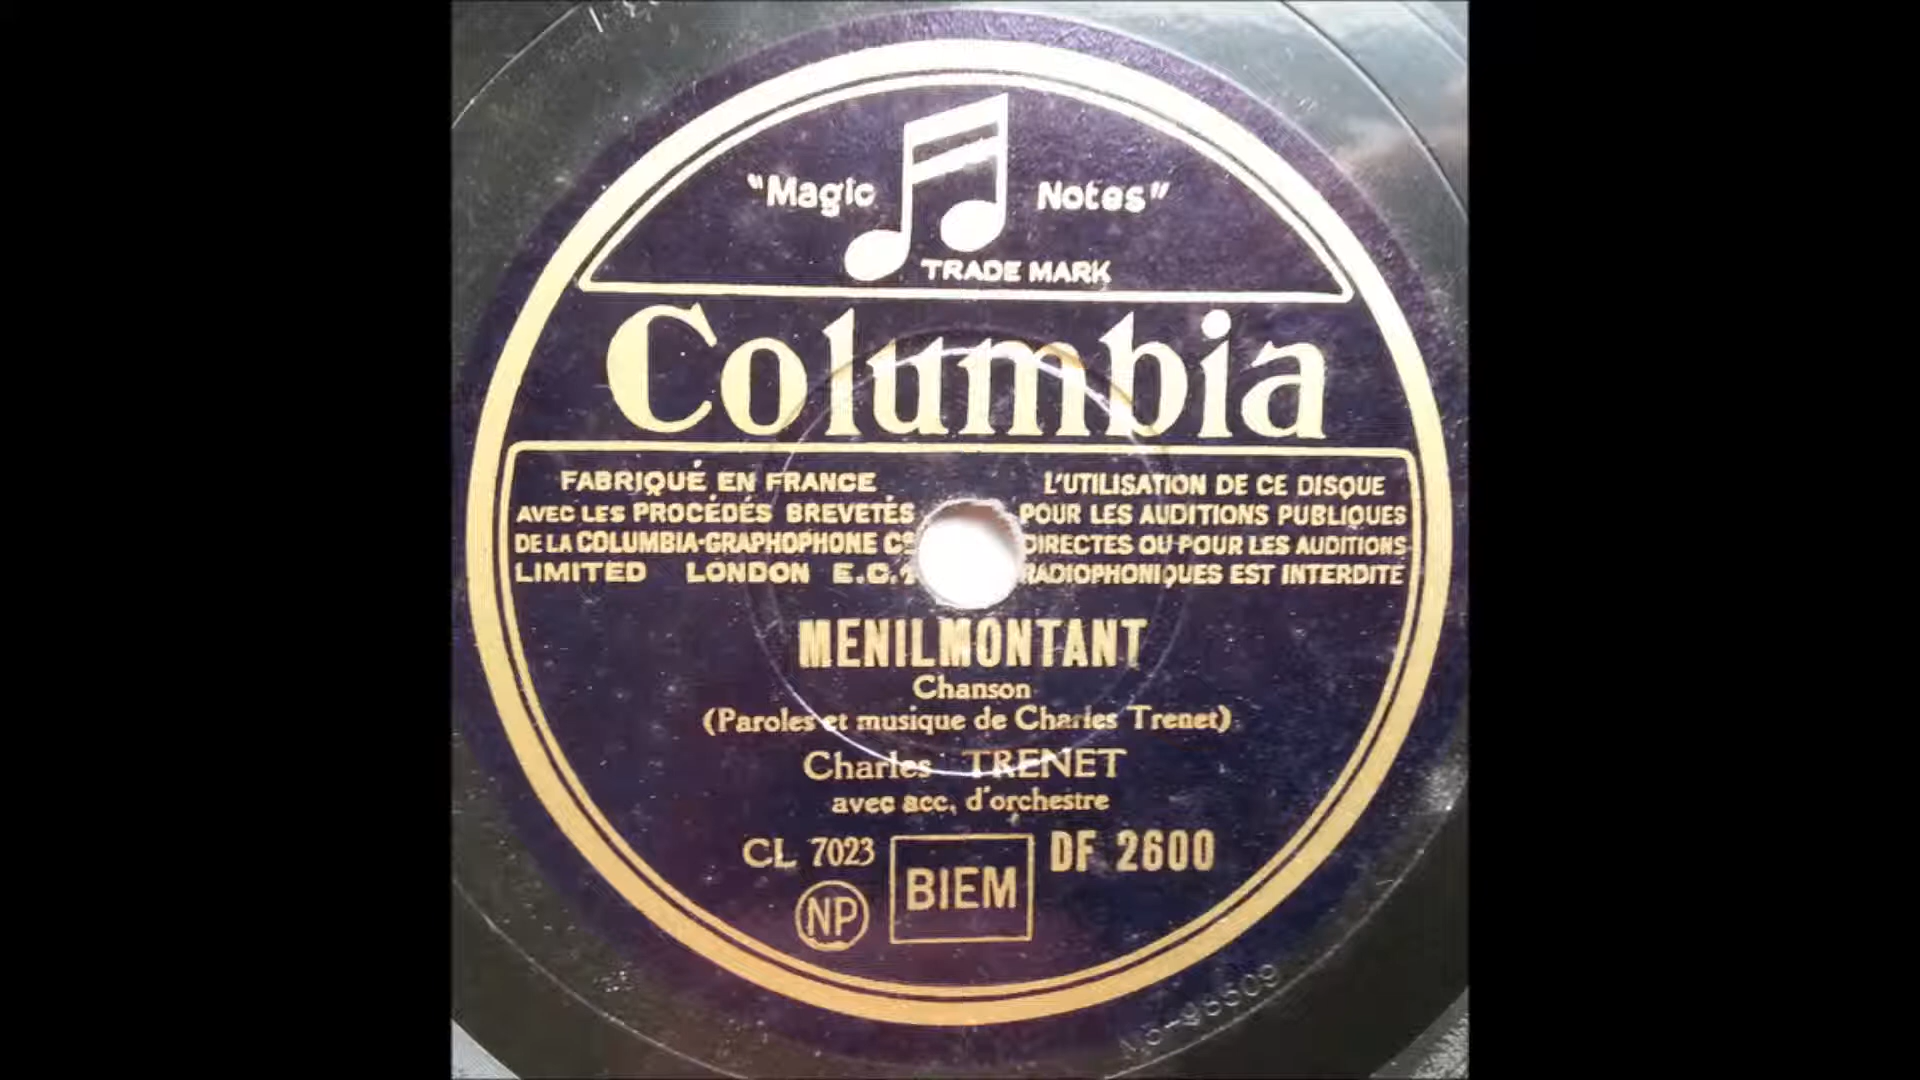 "Magic Notes"
TRADE MARK
Columbia
FABRIQUÉ EN FRANCE
AVEC LES PROCÉDÉS BREVETÉS
DE LA COLUMBIA-GRAPHOPHONE Cº
LIMITED LONDON E.C.1
L'UTILISATION DE CE DISQUE
POUR LES AUDITIONS PUBLIQUES
DIRECTES OU POUR LES AUDITIONS
RADIOPHONIQUES EST INTERDITE
MENILMONTANT
Chanson
(Paroles et musique de Charles Trenet)
Charles TRENET
avec acc. d'orchestre
CL 7023
BIEM
DF 2600
NP